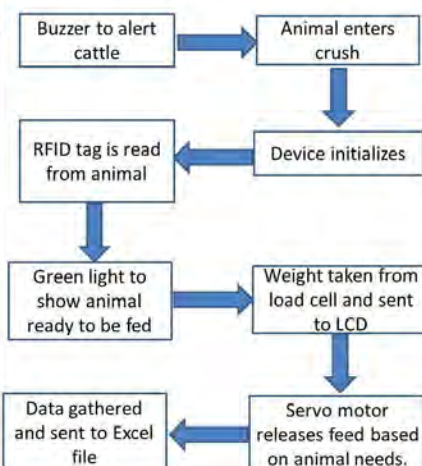 Buzzer to alert
cattle
Animal enters
crush
Device initializes
RFID tag is read
from animal
Green light to
show animal
ready to be fed
Weight taken from
load cell and sent
to LCD
Servo motor
releases feed based
on animal needs.
Data gathered
and sent to Excel
file